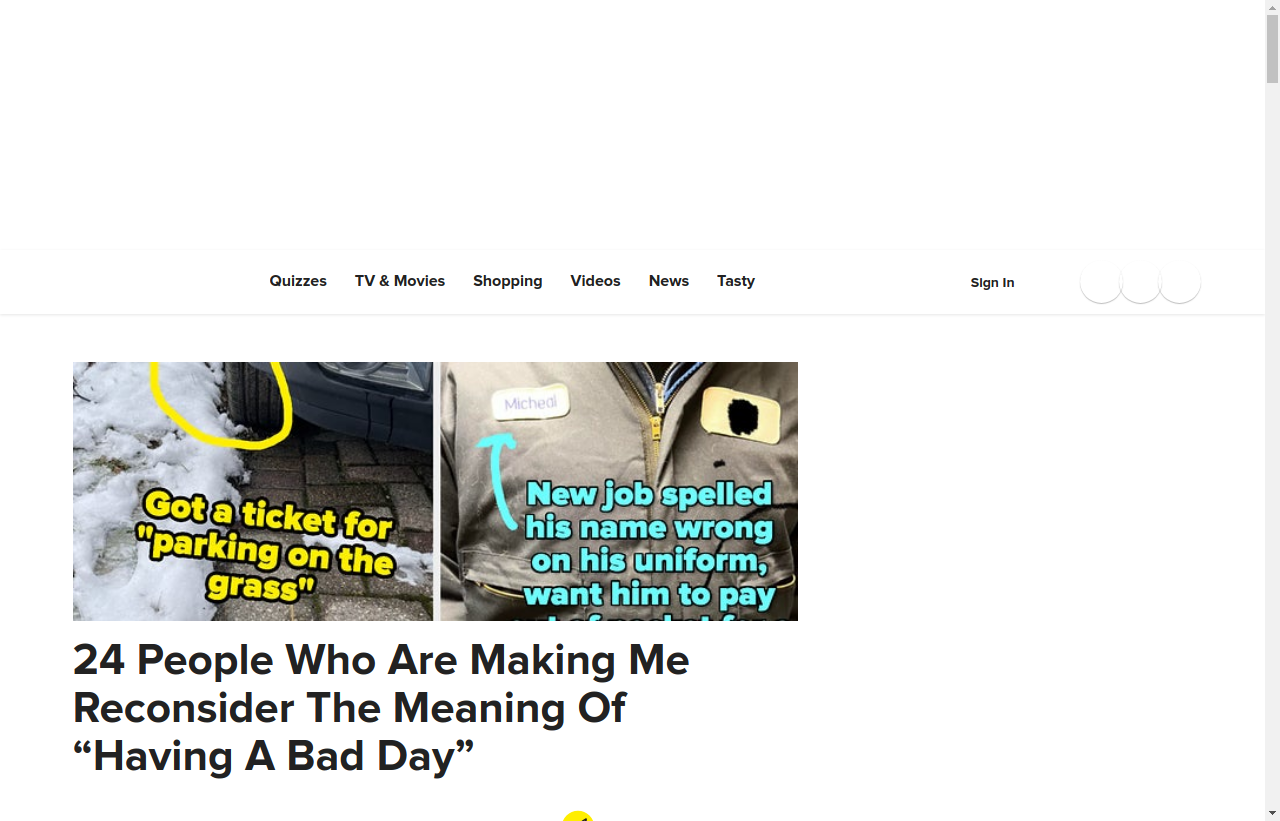 Quizzes TV & Movies Shopping Videos News Tasty Sign In
Got a ticket for
"parking on the
grass"
Micheal
New job spelled
his name wrong
on his uniform,
want him to pay
24 People Who Are Making Me
Reconsider The Meaning Of
“Having A Bad Day”